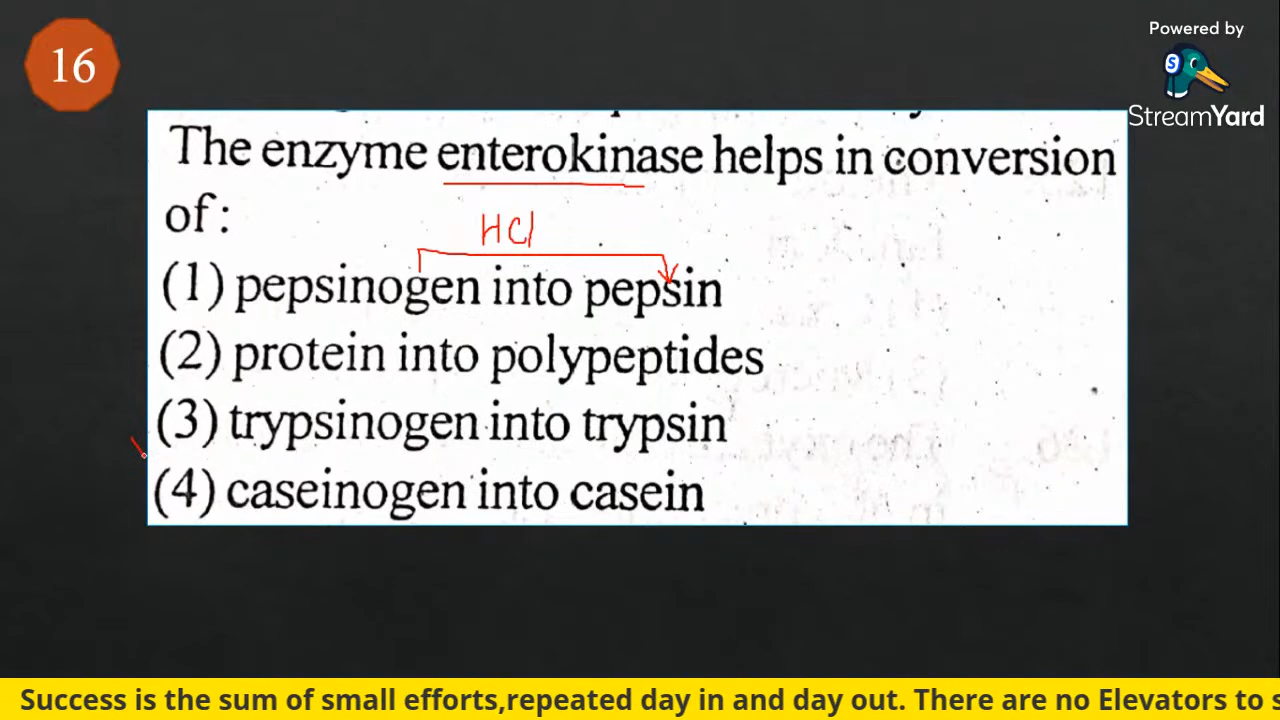 16
Powered by
StreamYard
The enzyme enterokinase helps in conversion
of :
HCl
(1) pepsinogen into pepsin
(2) protein into polypeptides
(3) trypsinogen into trypsin
(4) caseinogen into casein
Success is the sum of small efforts,repeated day in and day out. There are no Elevators to s